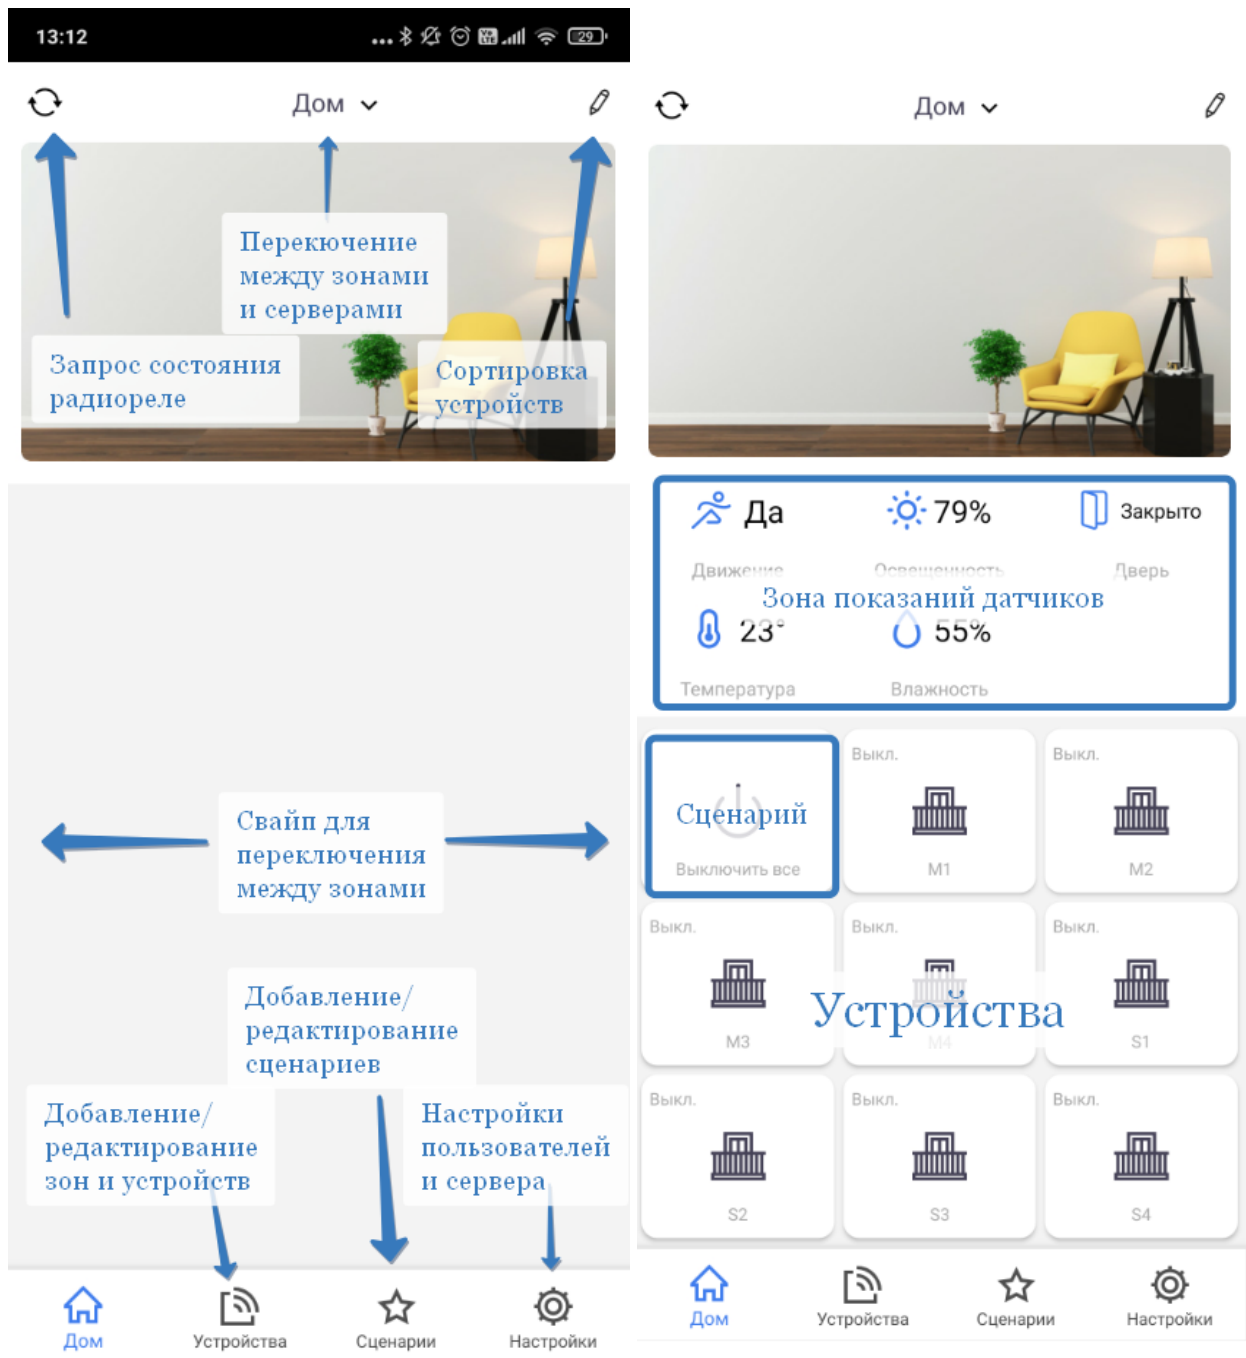 13:12
29
Дом
Перекючение
между зонами
и серверами
Запрос состояния
радиореле
Сортировка
устройств
Свайп для
переключения
между зонами
Добавление/
редактирование
сценариев
Добавление/
редактирование
зон и устройств
Настройки
пользователей
и сервера
Дом
Устройства
Сценарии
Настройки
Дом
Да
79%
Закрыто
Движение
Освещенность
Дверь
Зона показаний датчиков
23°
55%
Температура
Влажность
Сценарий
Выключить все
Выкл.
M1
Выкл.
M2
Выкл.
M3
Выкл.
M4
Выкл.
S1
Устройства
Выкл.
S2
Выкл.
S3
Выкл.
S4
Дом
Устройства
Сценарии
Настройки